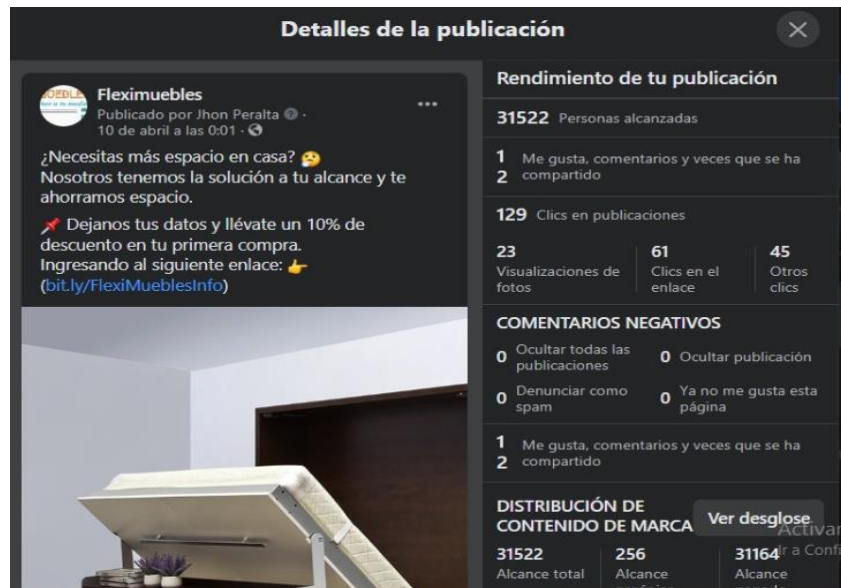 Detalles de la publicación
Fleximuebles
Publicado por Jhon Peralta
10 de abril a las 0:01 ·
¿Necesitas más espacio en casa?
Nosotros tenemos la solución a tu alcance y te
ahorramos espacio.
Dejanos tus datos y llévate un 10% de
descuento en tu primera compra.
Ingresando al siguiente enlace:
(bit.ly/FlexiMueblesInfo)
Rendimiento de tu publicación
31522 Personas alcanzadas
1 Me gusta, comentarios y veces que se ha
2 compartido
129 Clics en publicaciones
23
Visualizaciones de
fotos
61
Clics en el
enlace
45
Otros
clics
COMENTARIOS NEGATIVOS
0 Ocultar todas las
publicaciones
0 Ocultar publicación
0 Denunciar como
spam
0 Ya no me gusta esta
página
1 Me gusta, comentarios y veces que se ha
2 compartido
DISTRIBUCIÓN DE
CONTENIDO DE MARCA
Ver desglose
31522
Alcance total
256
Alcance
31164
Alcance
Activar
Ir a Confi